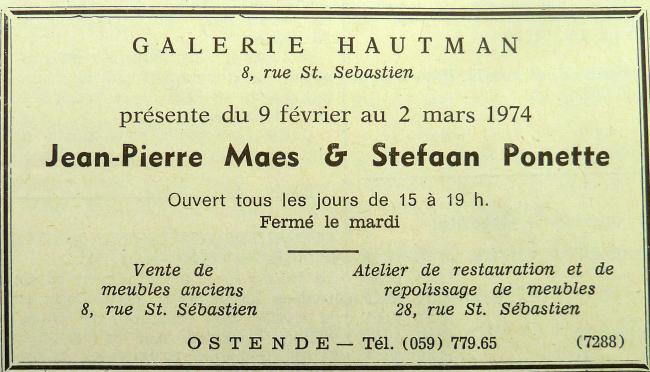 GALERIE HAUTMAN
8, rue St. Sebastien
présente du 9 février au 2 mars 1974
Jean-Pierre Maes & Stefaan Ponette
Ouvert tous les jours de 15 à 19 h.
Fermé le mardi
Vente de
meubles anciens
8, rue St. Sébastien
Atelier de restauration et de
repolissage de meubles
28, rue St. Sébastien
OSTENDE — Tél. (059) 779.65 (7288)